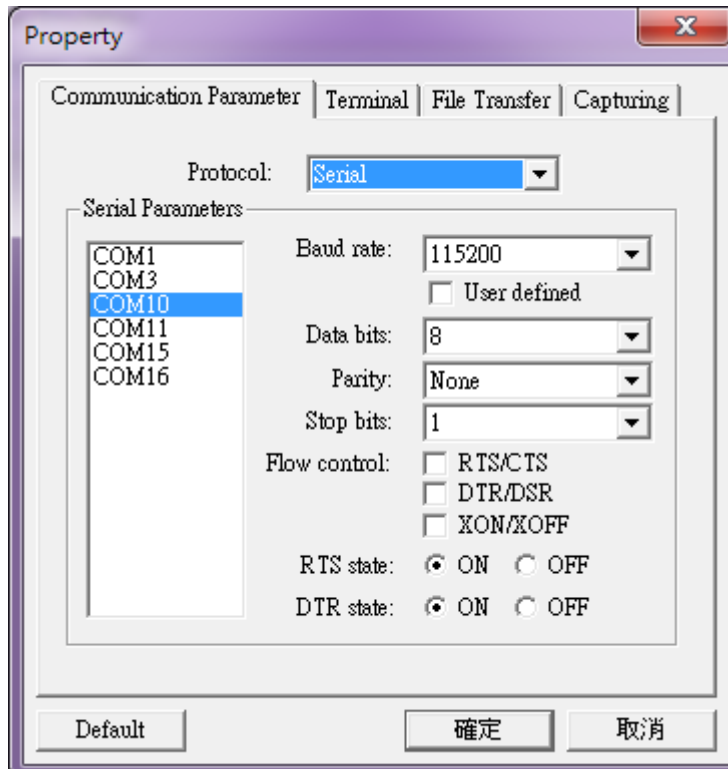 Property
Communication Parameter Terminal File Transfer Capturing
Protocol: Serial
Serial Parameters
COM1
COM3
COM10
COM11
COM15
COM16
Baud rate: 115200
User defined
Data bits: 8
Parity: None
Stop bits: 1
Flow control: RTS/CTS
DTR/DSR
XON/XOFF
RTS state: ON OFF
DTR state: ON OFF
Default 確定 取消